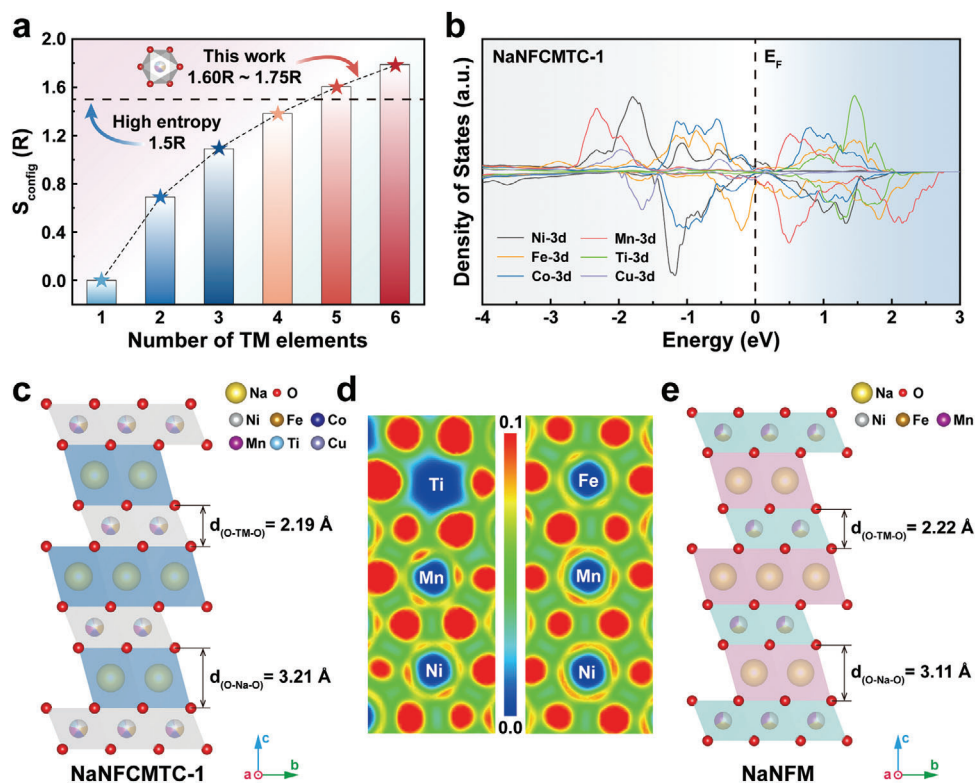 a
2.0
1.6
1.2
0.8
0.4
0.0
S_config (R)
This work
1.60R ~ 1.75R
High entropy
1.5R
1 2 3 4 5 6
Number of TM elements
b
NaNFCMTC-1
E_F
Density of States (a.u.)
Ni-3d Mn-3d
Fe-3d Ti-3d
Co-3d Cu-3d
-4 -3 -2 -1 0 1 2 3
Energy (eV)
c
Na O
Ni Fe Co
Mn Ti Cu
d(O-TM-O)= 2.19 Å
d(O-Na-O)= 3.21 Å
c
a b
NaNFCMTC-1
d
0.1
0.0
Ti
Mn
Ni
Fe
Mn
Ni
e
Na O
Ni Fe Mn
d(O-TM-O)= 2.22 Å
d(O-Na-O)= 3.11 Å
c
a b
NaNFM